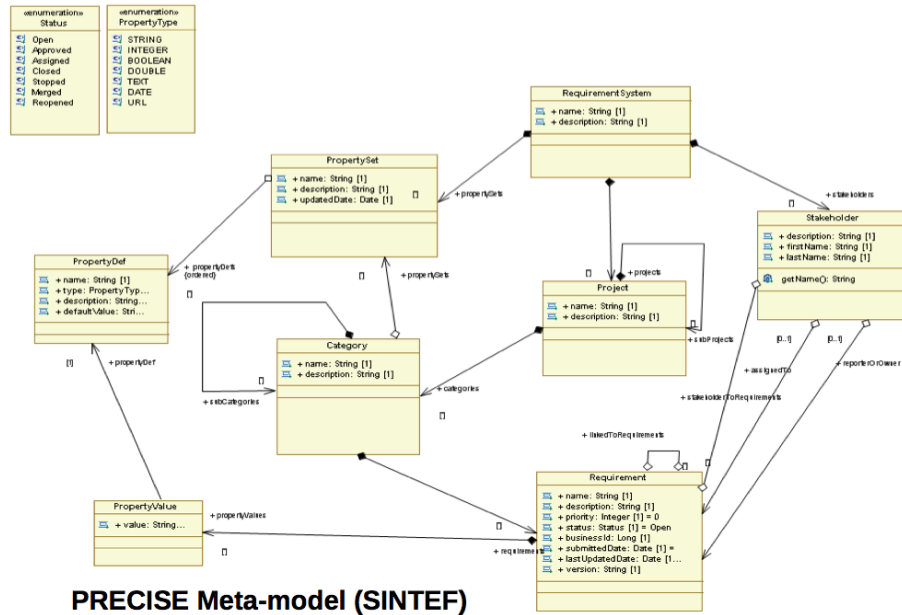 «enumeration»
Status
Open
Approved
Assigned
Closed
Stopped
Merged
Reopened
«enumeration»
PropertyType
STRING
INTEGER
BOOLEAN
DOUBLE
TEXT
DATE
URL
RequirementSystem
+ name: String [1]
+ description: String [1]
PropertySet
+ name: String [1]
+ description: String [1]
+ updatedDate: Date [1]
[]
+ propertySets
+ stakeholders
[]
Stakeholder
+ description: String [1]
+ firstName: String [1]
+ lastName: String [1]
getName(): String
+ propertyDefs
{ordered}
[]
PropertyDef
+ name: String [1]
+ type: PropertyTyp...
+ description: String...
+ defaultValue: Stri...
[]
+ propertySets
[]
+ projects
Project
+ name: String [1]
+ description: String [1]
[]
+ subProjects
Category
+ name: String [1]
+ description: String [1]
[]
+ subCategories
+ categories
[]
[1]
+ propertyDef
[0..1]
+ assignedTo
[0..1]
+ reporterOrOwner
+ stakeholderToRequirements
[]
+ linkedToRequirements
[]
Requirement
+ name: String [1]
+ description: String [1]
+ priority: Integer [1] = 0
+ status: Status [1] = Open
+ businessId: Long [1]
+ submittedDate: Date [1] =
+ lastUpdatedDate: Date [1...
+ version: String [1]
PropertyValue
+ value: String...
+ propertyValues
[]
[]
+ requirements
PRECISE Meta-model (SINTEF)